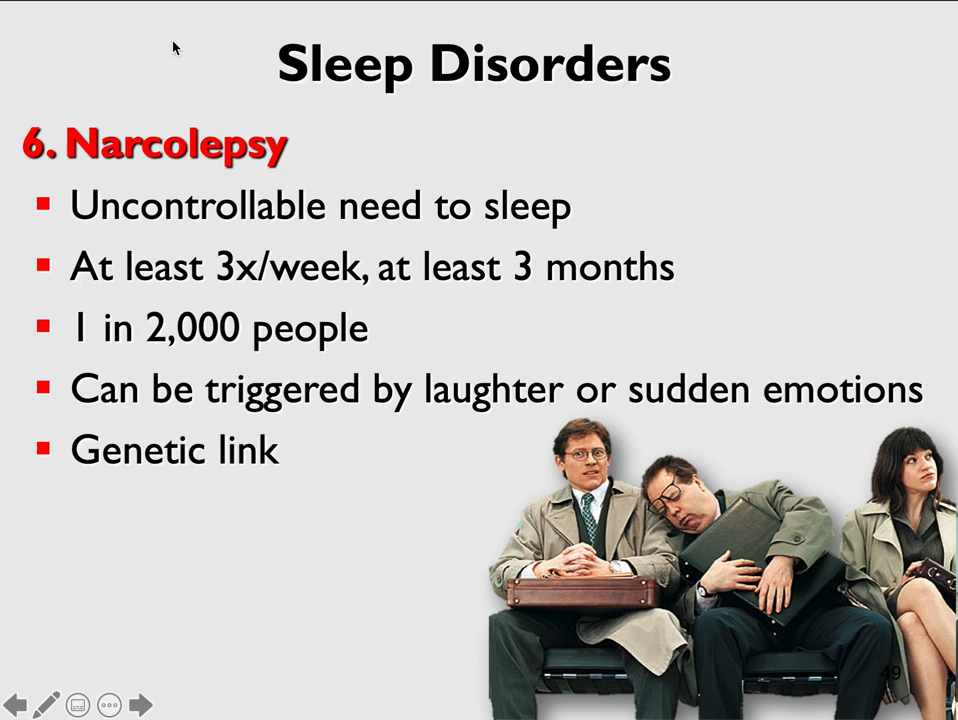 Sleep Disorders
6. Narcolepsy
▪ Uncontrollable need to sleep
▪ At least 3x/week, at least 3 months
▪ 1 in 2,000 people
▪ Can be triggered by laughter or sudden emotions
▪ Genetic link
49